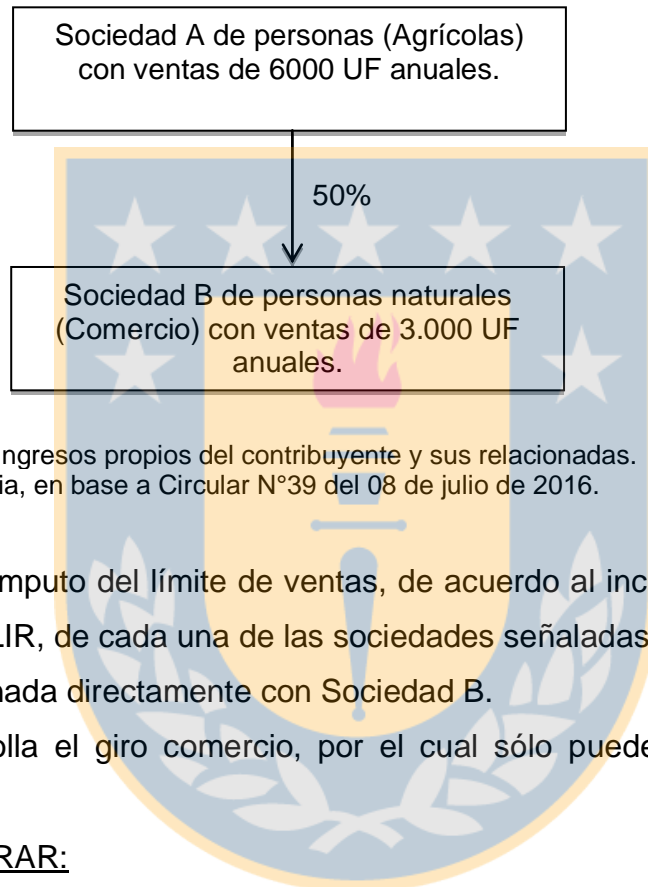 Sociedad A de personas (Agrícolas)
con ventas de 6000 UF anuales.
50%
Sociedad B de personas naturales
(Comercio) con ventas de 3.000 UF
anuales.
ngresos propios del contribuyente y sus relacionadas.
ia, en base a Circular N°39 del 08 de julio de 2016.
mputo del límite de ventas, de acuerdo al inc
LIR, de cada una de las sociedades señaladas
nada directamente con Sociedad B.
olla el giro comercio, por el cual sólo puede
RAR: